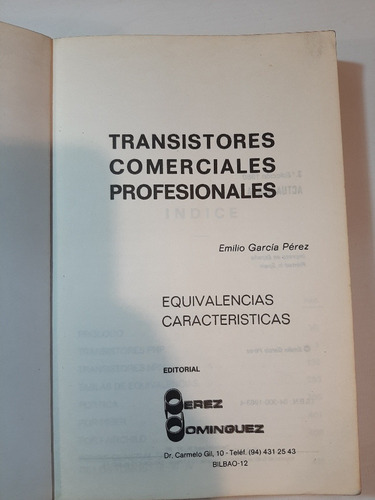 TRANSISTORES
COMERCIALES
PROFESIONALES
INDICE
Emilio García Pérez
EQUIVALENCIAS
CARACTERISTICAS
EDITORIAL
PEREZ
DOMINGUEZ
Dr. Carmelo Gil, 10 - Teléf. (94) 431 25 43
BILBAO-12